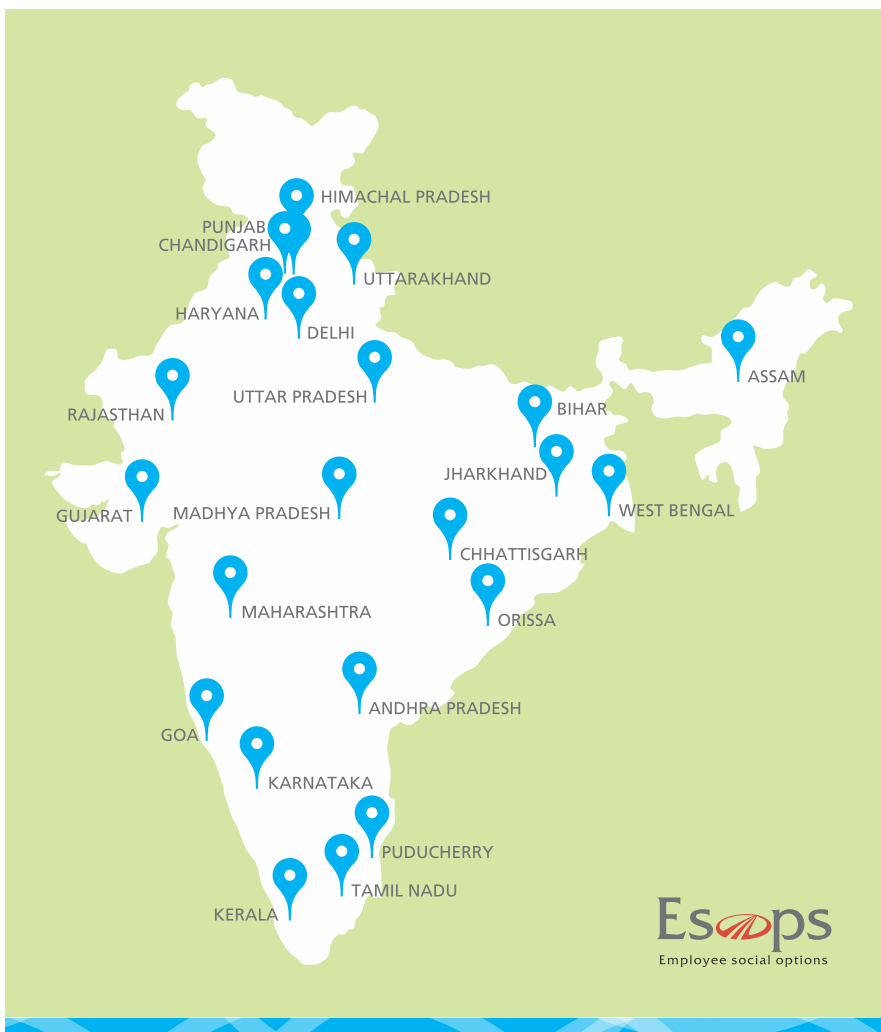 HIMACHAL PRADESH
PUNJAB
CHANDIGARH
UTTARAKHAND
HARYANA
DELHI
ASSAM
UTTAR PRADESH
RAJASTHAN
BIHAR
JHARKHAND
GUJARAT
MADHYA PRADESH
WEST BENGAL
CHHATTISGARH
MAHARASHTRA
ORISSA
ANDHRA PRADESH
GOA
KARNATAKA
PUDUCHERRY
TAMIL NADU
KERALA
Esops
Employee social options